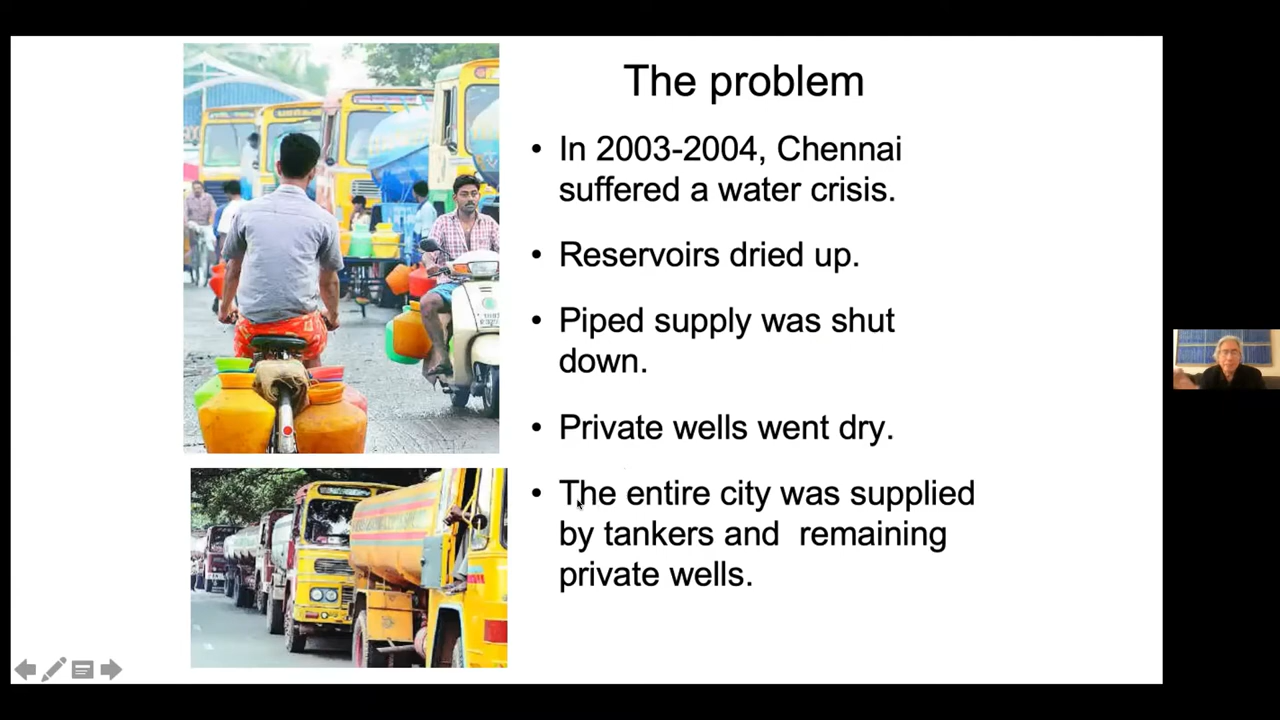 The problem
• In 2003-2004, Chennai
suffered a water crisis.
• Reservoirs dried up.
• Piped supply was shut
down.
• Private wells went dry.
• The entire city was supplied
by tankers and  remaining
private wells.